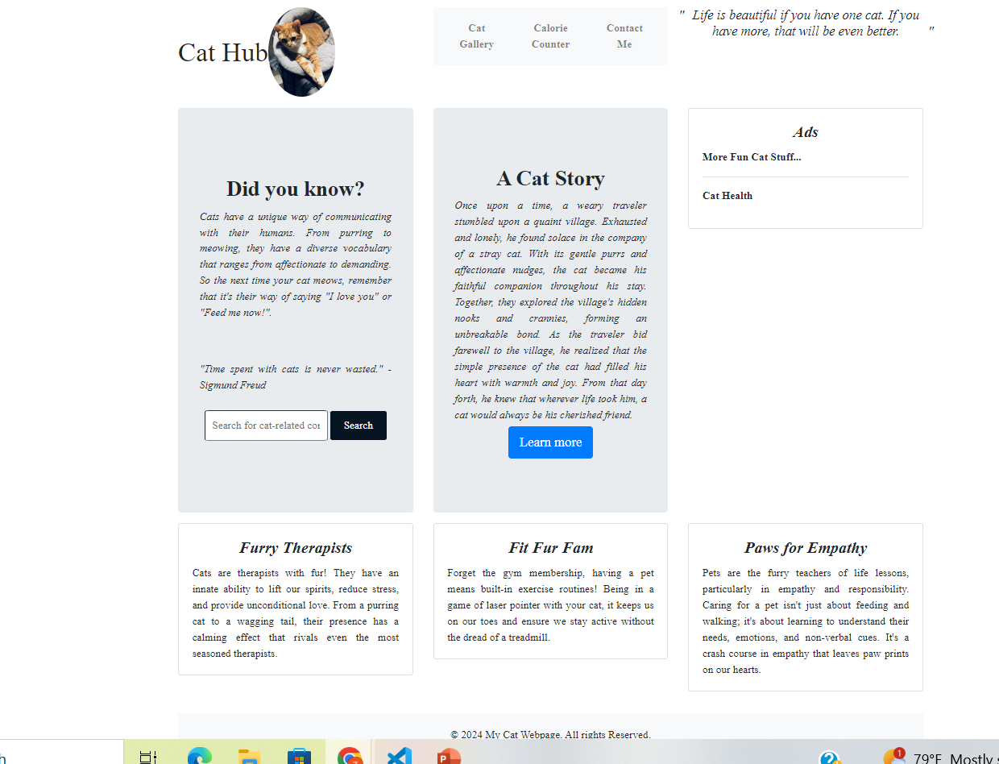 Cat Hub
Cat
Gallery
Calorie
Counter
Contact
Me
" Life is beautiful if you have one cat. If you
have more, that will be even better. "
Did you know?
Cats have a unique way of communicating
with their humans. From purring to
meowing, they have a diverse vocabulary
that ranges from affectionate to demanding.
So the next time your cat meows, remember
that it's their way of saying "I love you" or
"Feed me now!".
"Time spent with cats is never wasted." -
Sigmund Freud
Search for cat-related cor
Search
A Cat Story
Once upon a time, a weary traveler
stumbled upon a quaint village. Exhausted
and lonely, he found solace in the company
of a stray cat. With its gentle purrs and
affectionate nudges, the cat became his
faithful companion throughout his stay.
Together, they explored the village's hidden
nooks and crannies, forming an
unbreakable bond. As the traveler bid
farewell to the village, he realized that the
simple presence of the cat had filled his
heart with warmth and joy. From that day
forth, he knew that wherever life took him, a
cat would always be his cherished friend.
Learn more
Ads
More Fun Cat Stuff...
Cat Health
Furry Therapists
Cats are therapists with fur! They have an
innate ability to lift our spirits, reduce stress,
and provide unconditional love. From a purring
cat to a wagging tail, their presence has a
calming effect that rivals even the most
seasoned therapists.
Fit Fur Fam
Forget the gym membership, having a pet
means built-in exercise routines! Being in a
game of laser pointer with your cat, it keeps us
on our toes and ensure we stay active without
the dread of a treadmill.
Paws for Empathy
Pets are the furry teachers of life lessons,
particularly in empathy and responsibility.
Caring for a pet isn't just about feeding and
walking; it's about learning to understand their
needs, emotions, and non-verbal cues. It's a
crash course in empathy that leaves paw prints
on our hearts.
© 2024 My Cat Webpage. All rights Reserved.
h
P
?
1
79°F Mostly